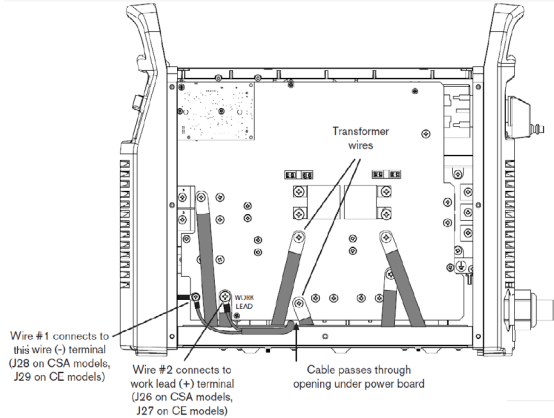 Transformer
wires
WORK
LEAD
Wire #1 connects to
this wire (-) terminal
(J28 on CSA models,
J29 on CE models)
Wire #2 connects to
work lead (+) terminal
(J26 on CSA models,
J27 on CE models)
Cable passes through
opening under power board